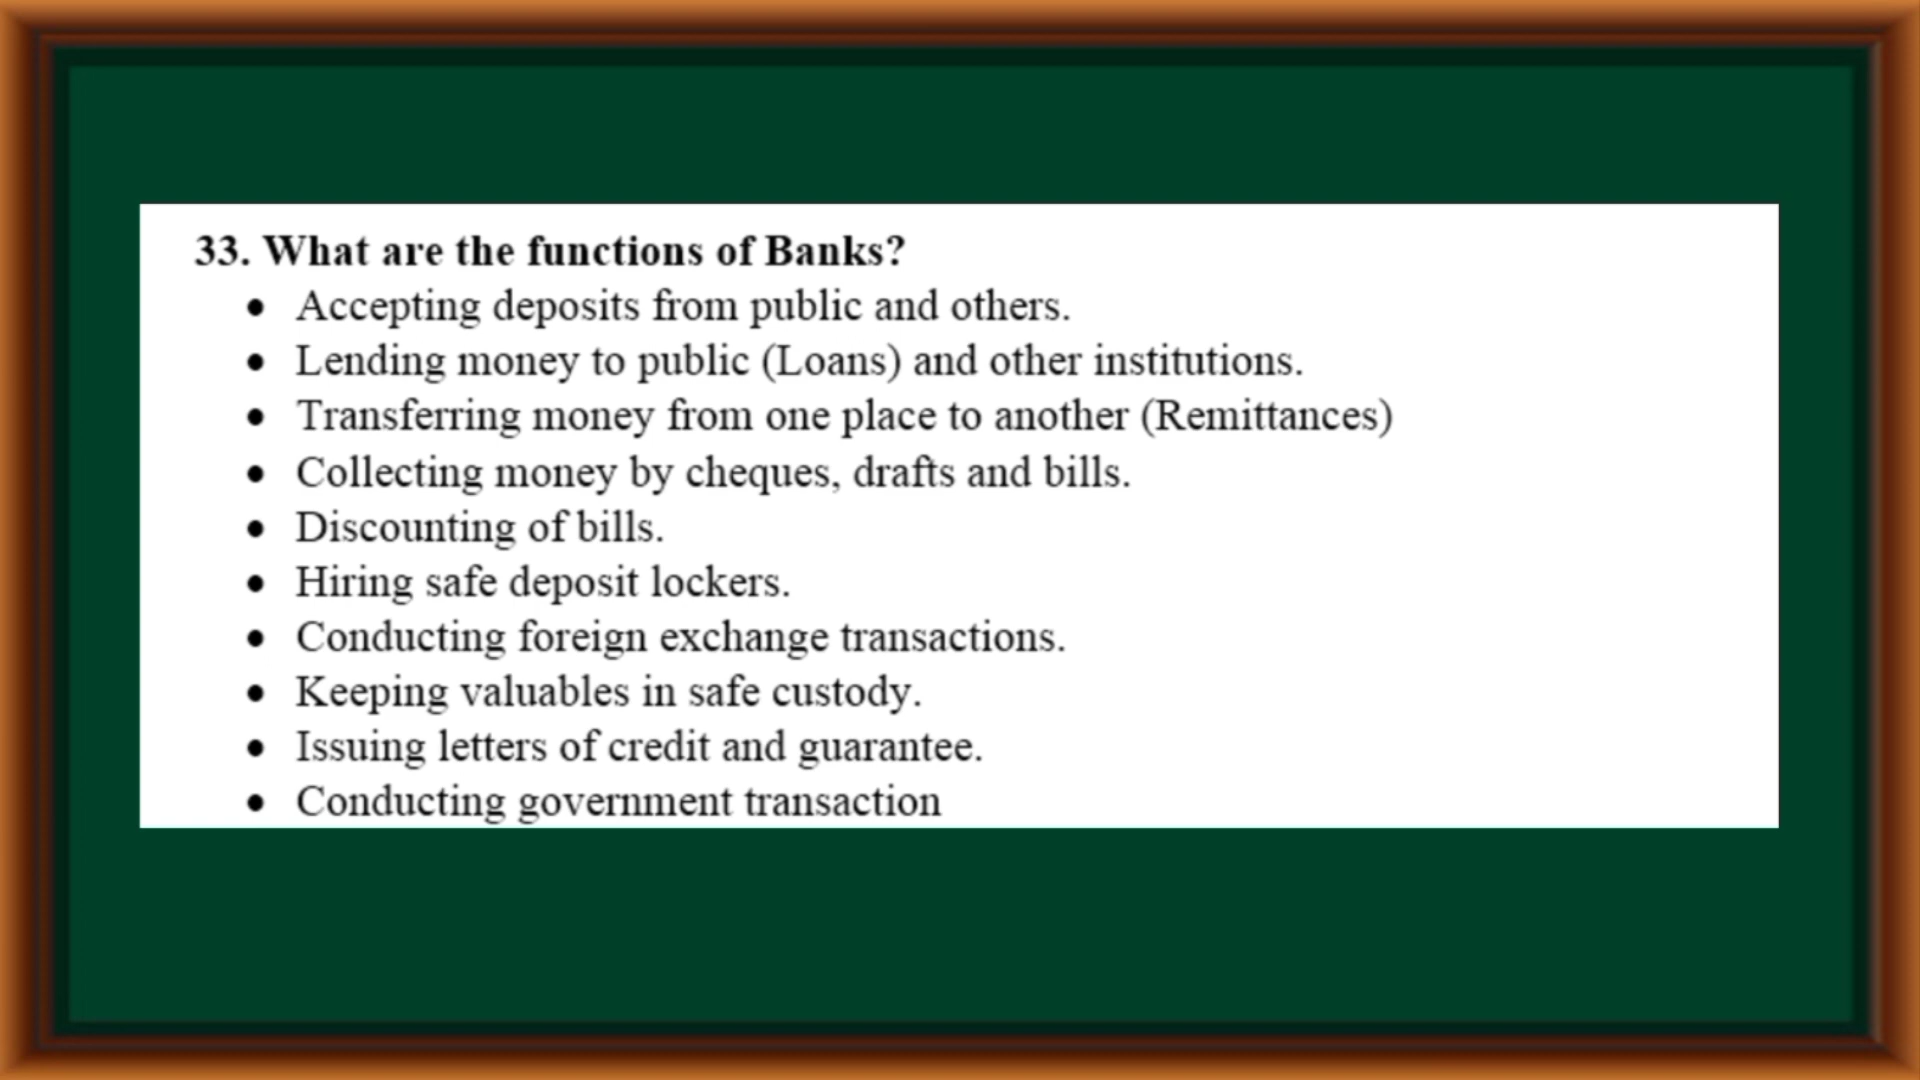 33. What are the functions of Banks?
• Accepting deposits from public and others.
• Lending money to public (Loans) and other institutions.
• Transferring money from one place to another (Remittances)
• Collecting money by cheques, drafts and bills.
• Discounting of bills.
• Hiring safe deposit lockers.
• Conducting foreign exchange transactions.
• Keeping valuables in safe custody.
• Issuing letters of credit and guarantee.
• Conducting government transaction